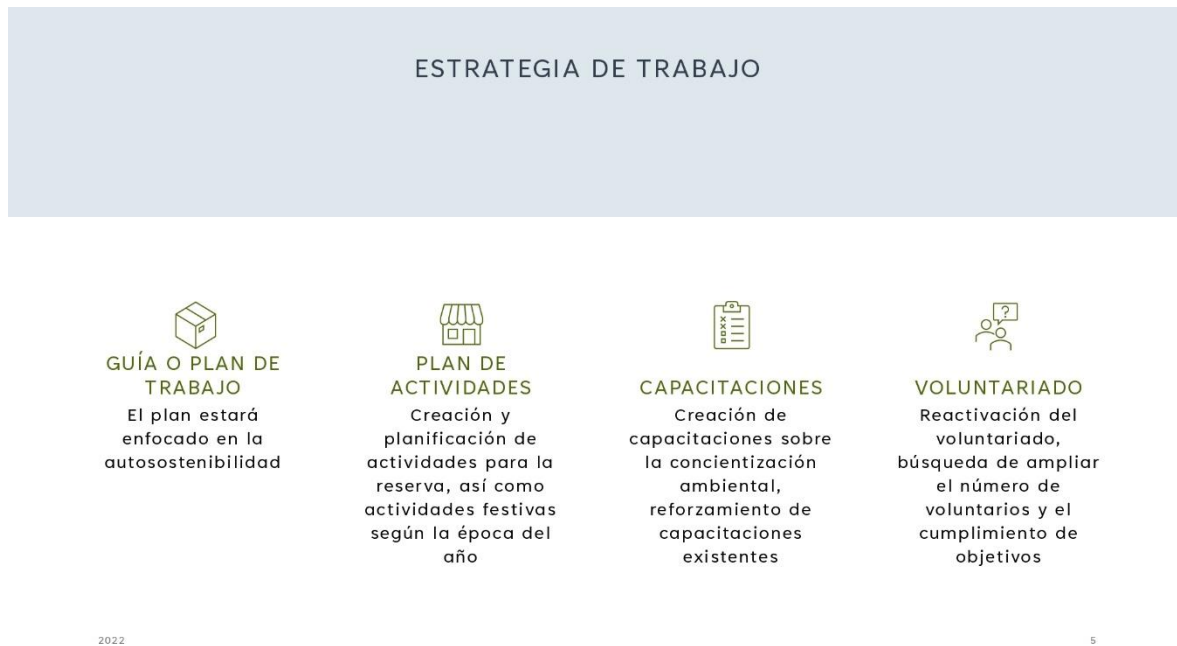 ESTRATEGIA DE TRABAJO
GUÍA O PLAN DE
TRABAJO
El plan estará
enfocado en la
autosostenibilidad
PLAN DE
ACTIVIDADES
Creación y
planificación de
actividades para la
reserva, así como
actividades festivas
según la época del
año
CAPACITACIONES
Creación de
capacitaciones sobre
la concientización
ambiental,
reforzamiento de
capacitaciones
existentes
?
VOLUNTARIADO
Reactivación del
voluntariado,
búsqueda de ampliar
el número de
voluntarios y el
cumplimiento de
objetivos
2022
5